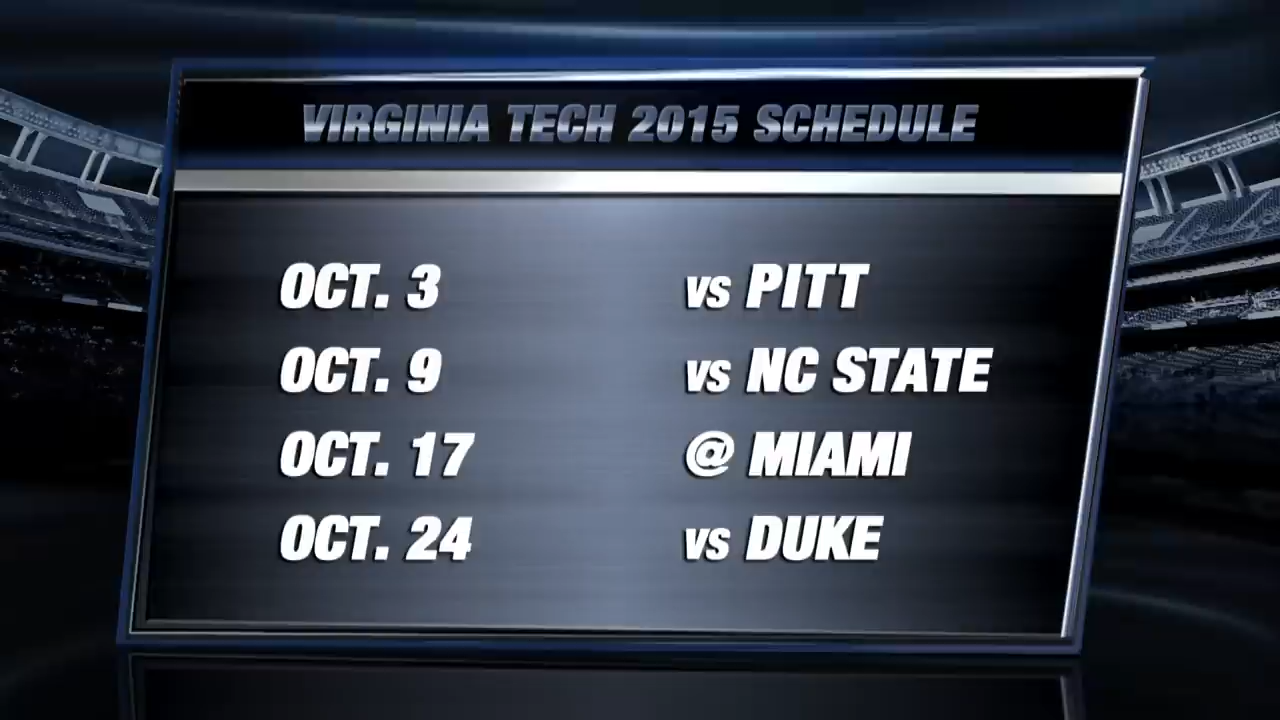 VIRGINIA TECH 2015 SCHEDULE
OCT. 3 vs PITT
OCT. 9 vs NC STATE
OCT. 17 @ MIAMI
OCT. 24 vs DUKE